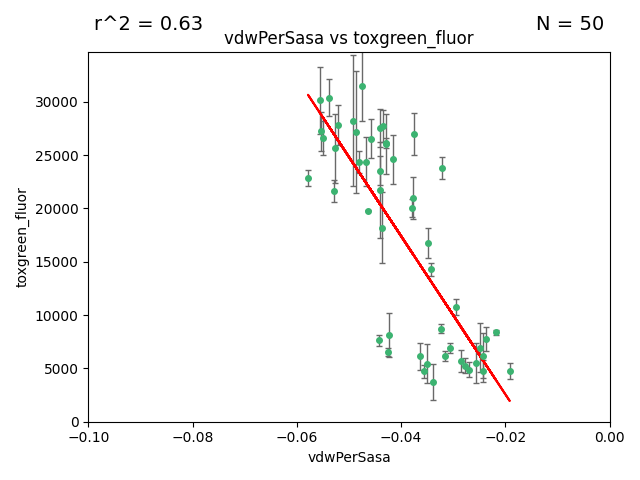 r^2 = 0.63
N = 50
vdwPerSasa vs toxgreen_fluor
toxgreen_fluor
30000
25000
20000
15000
10000
5000
0
−0.10
−0.08
−0.06
−0.04
−0.02
0.00
vdwPerSasa